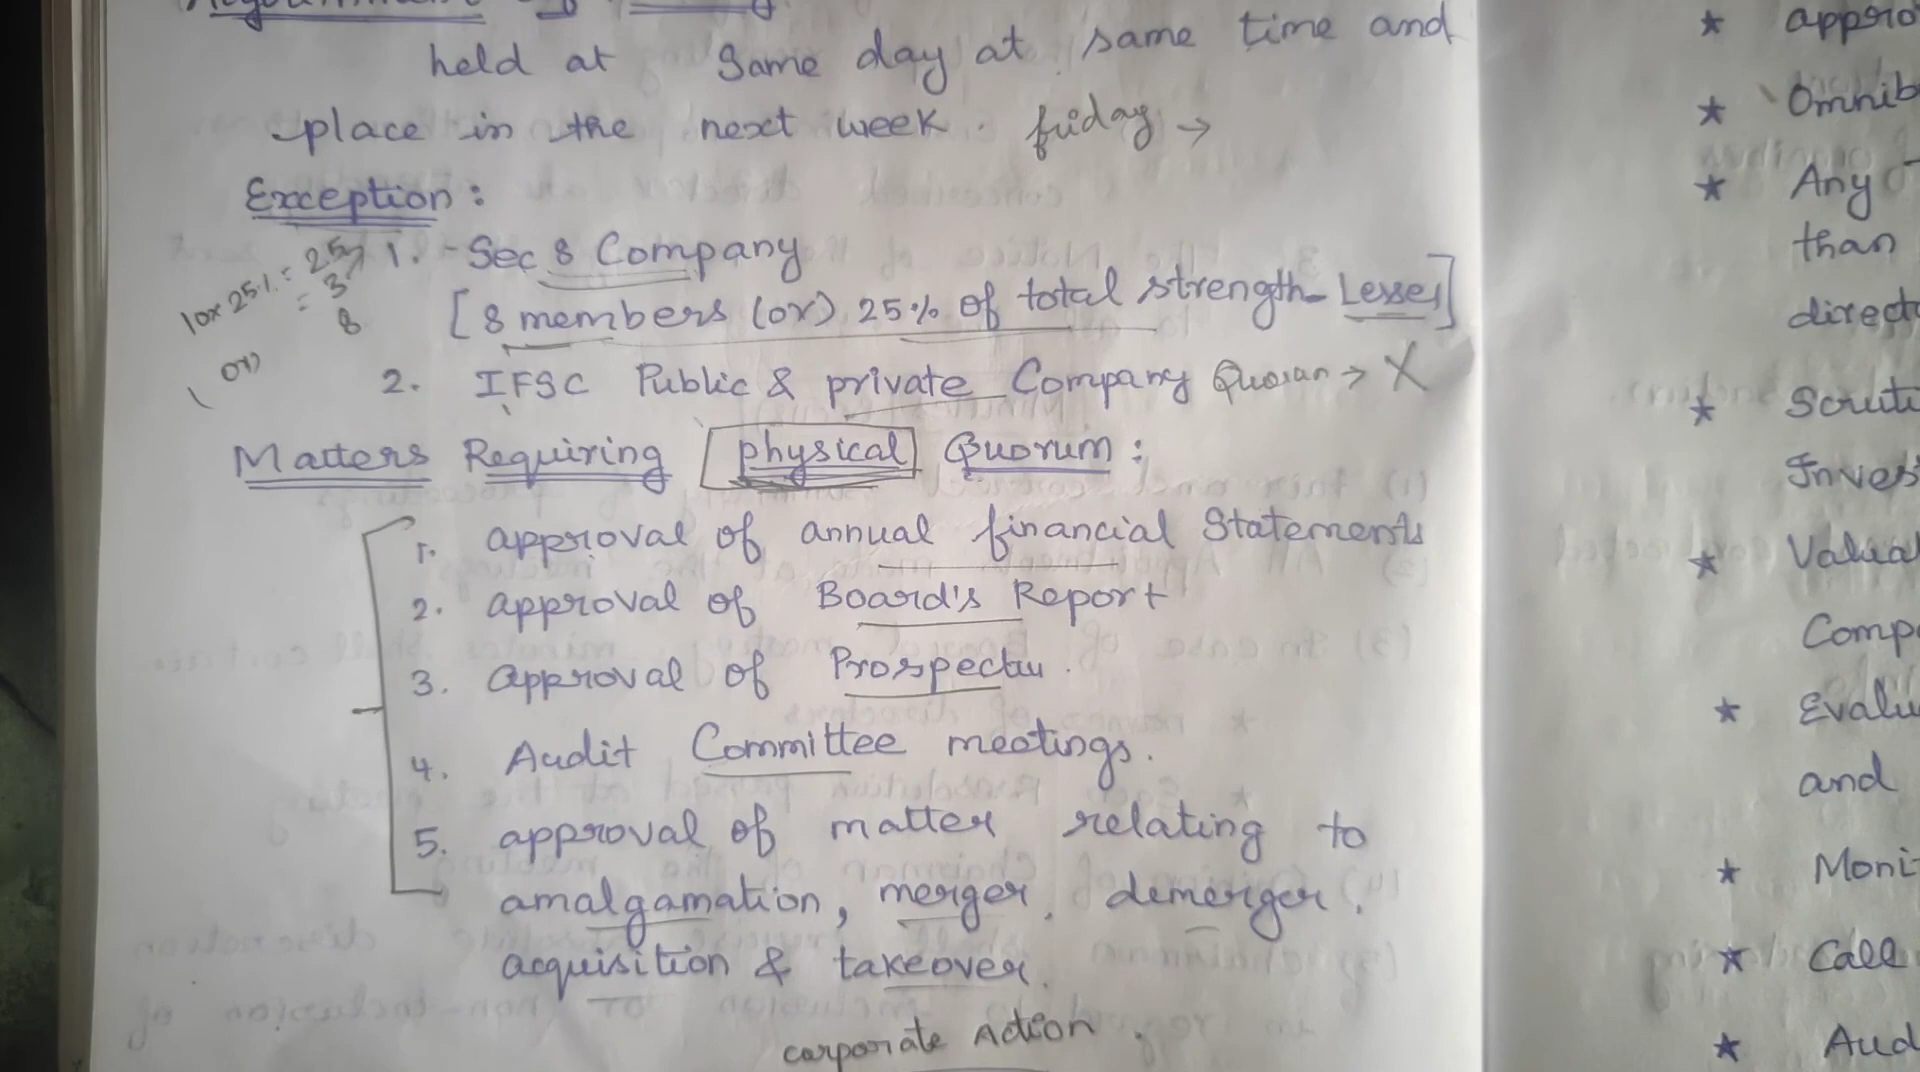 held at same day at same time and
place in the next week. friday →
Exception:
1. Sec 8 Company
10x 25% = 2.5
= 3
8
(or)
[8 members (or) 25% of total strength - Lesser]
2. IFSC Public & private Company Quoran → X
Matters Requiring physical Quorum:
1. approval of annual financial Statements
2. approval of Board's Report
3. approval of Prospectus.
4. Audit Committee meetings.
5. approval of matter relating to
amalgamation, merger, demerger,
acquisition & takeover.
corporate Action.
★ appro
★ Omnib
★ Any
than
direct
★ Scruti
Inves
★ Valua
Comp
★ Evalu
and
★ Moni
★ Call
★ Aud